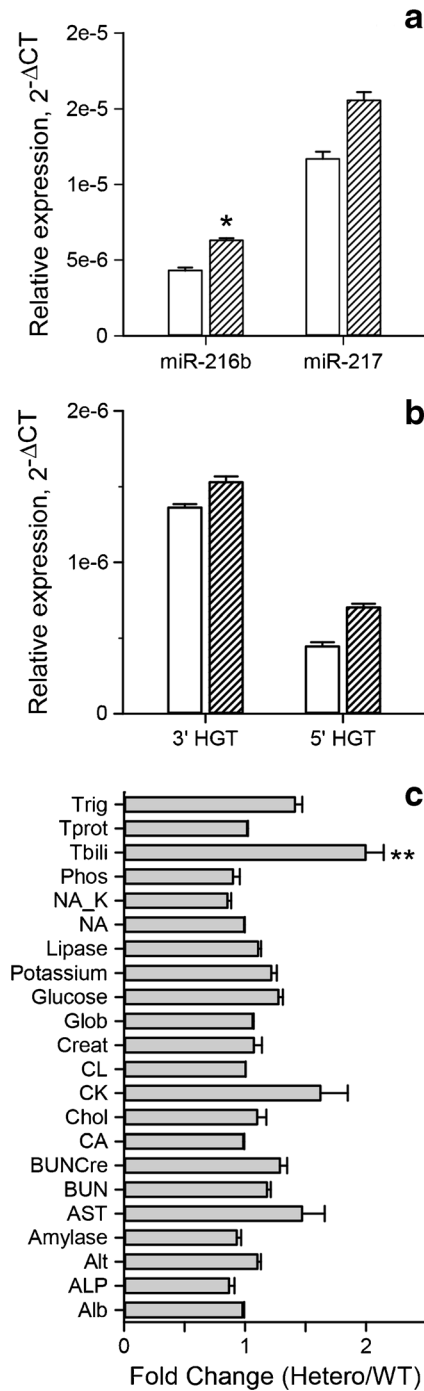 a
Relative expression, 2^-ΔCT
2e-5
2e-5
1e-5
5e-6
0
*
miR-216b
miR-217
b
Relative expression, 2^-ΔCT
2e-6
1e-6
0
3' HGT
5' HGT
c
Trig
Tprot
Tbili
**
Phos
NA_K
NA
Lipase
Potassium
Glucose
Glob
Creat
CL
CK
Chol
CA
BUNCre
BUN
AST
Amylase
Alt
ALP
Alb
0 1 2
Fold Change (Hetero/WT)